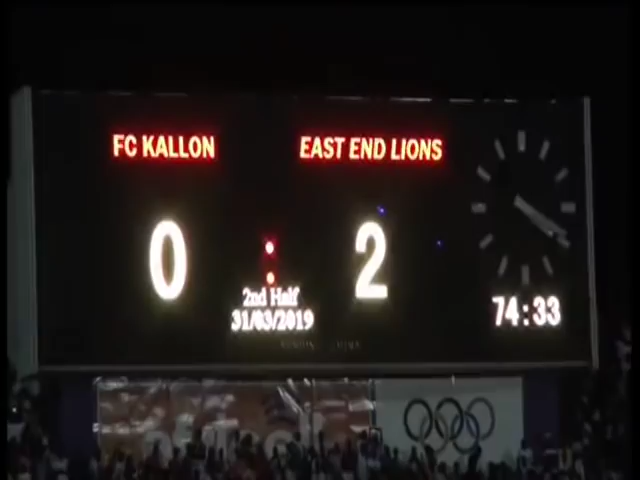 FC KALLON
EAST END LIONS
0 : 2
2nd Half
31/03/2019
74:33